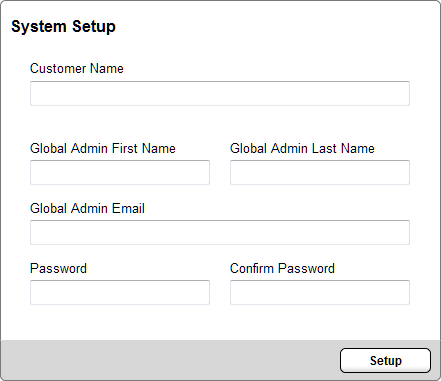 System Setup
Customer Name
Global Admin First Name Global Admin Last Name
Global Admin Email
Password Confirm Password
Setup